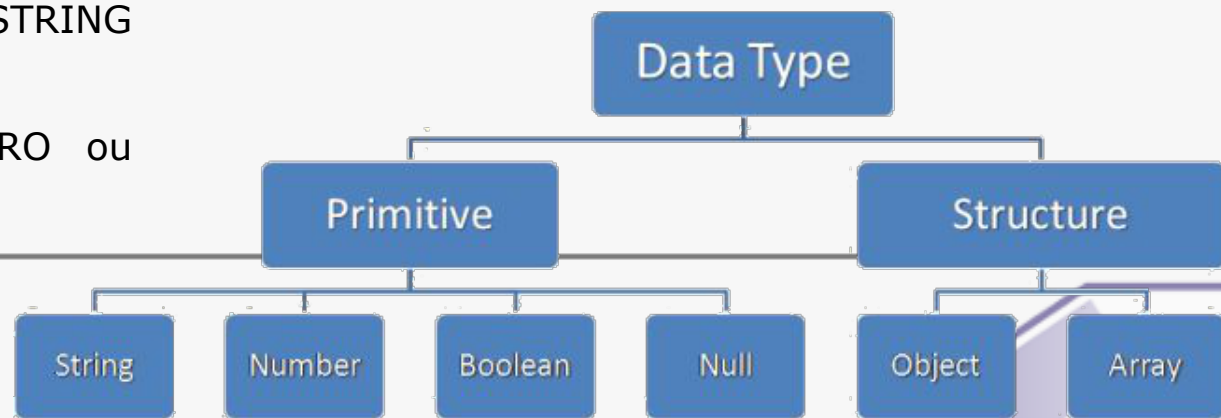 STRING
Data Type
RO ou
Primitive
Structure
String
Number
Boolean
Null
Object
Array